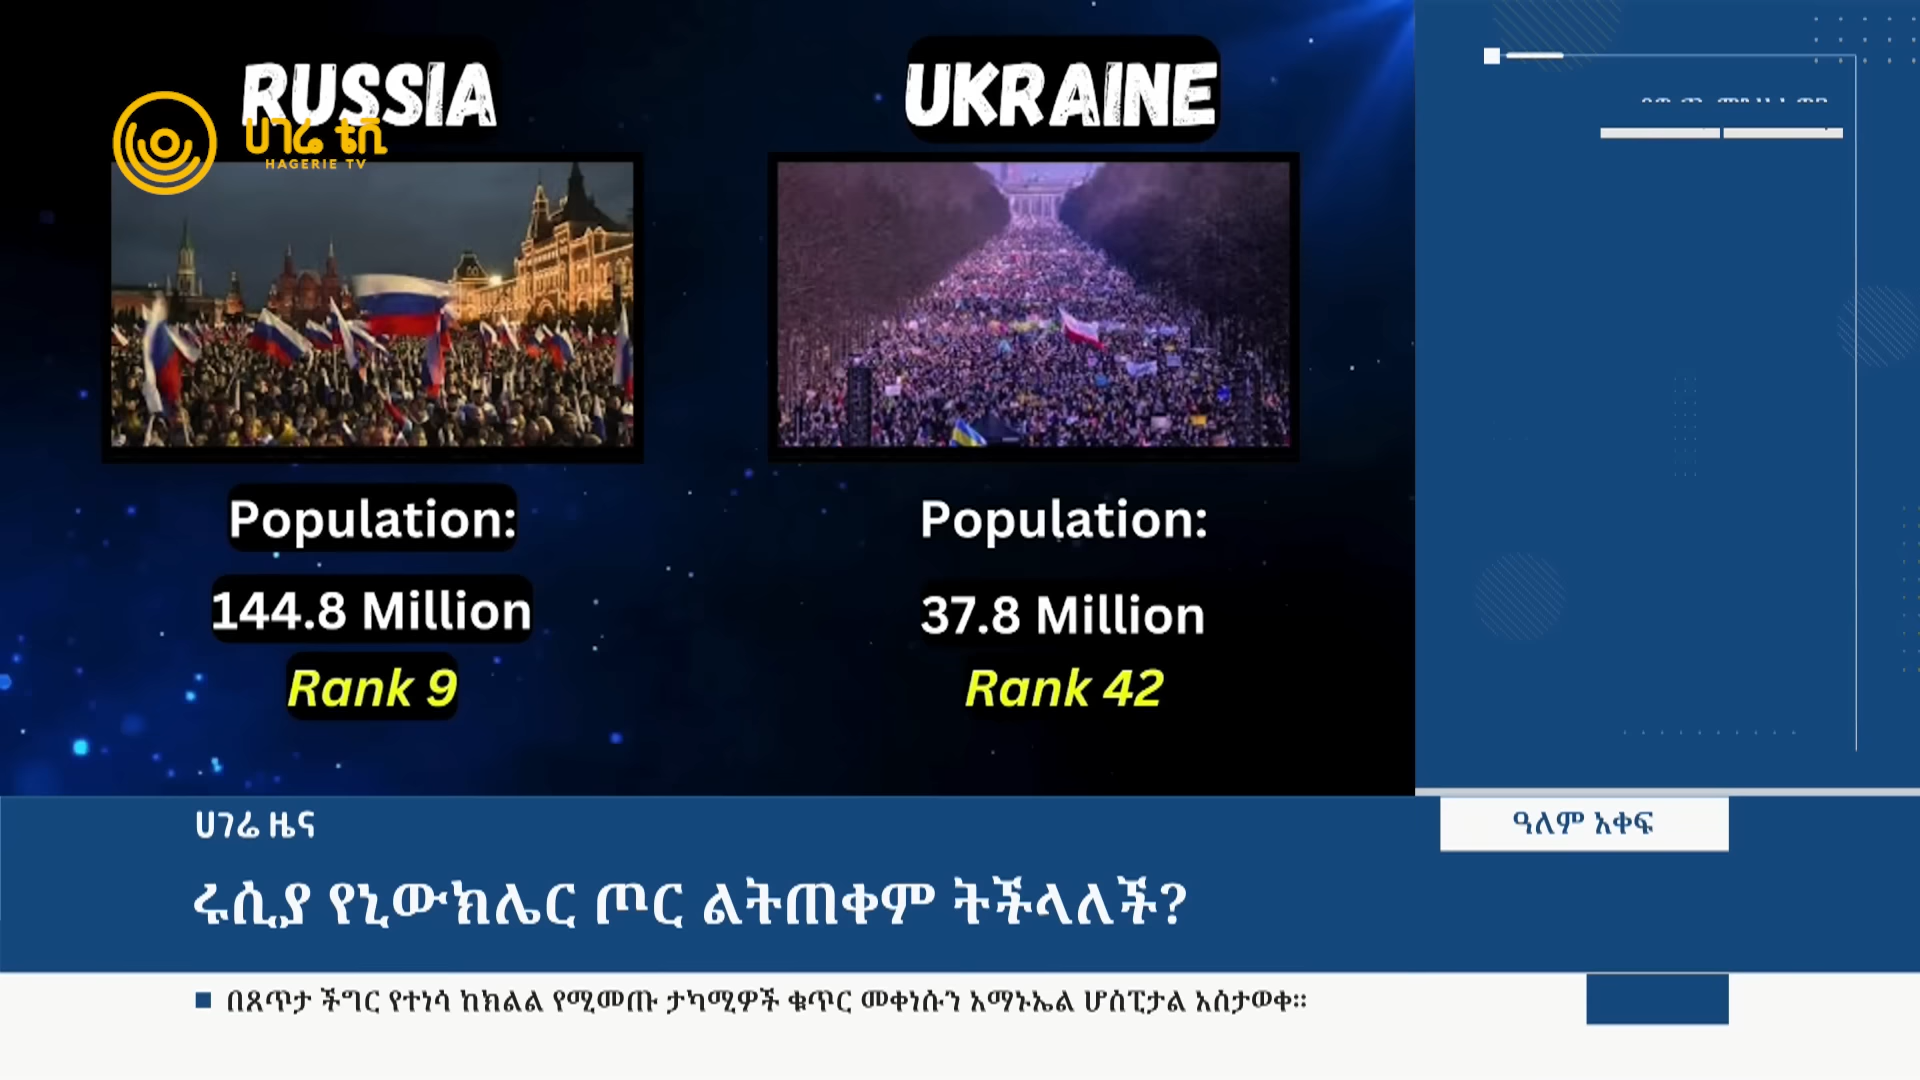 RUSSIA
UKRAINE
ሀገሬ ቲቪ
HAGERIE TV
Population:
144.8 Million
Rank 9
Population:
37.8 Million
Rank 42
ሀገሬ ዜና
ዓለም አቀፍ
ሩሲያ የኒውክሌር ጦር ልትጠቀም ትችላለች?
በጸጥታ ችግር የተነሳ ከክልል የሚመጡ ታካሚዎች ቁጥር መቀነሱን አማኑኤል ሆስፒታል አስታወቀ።